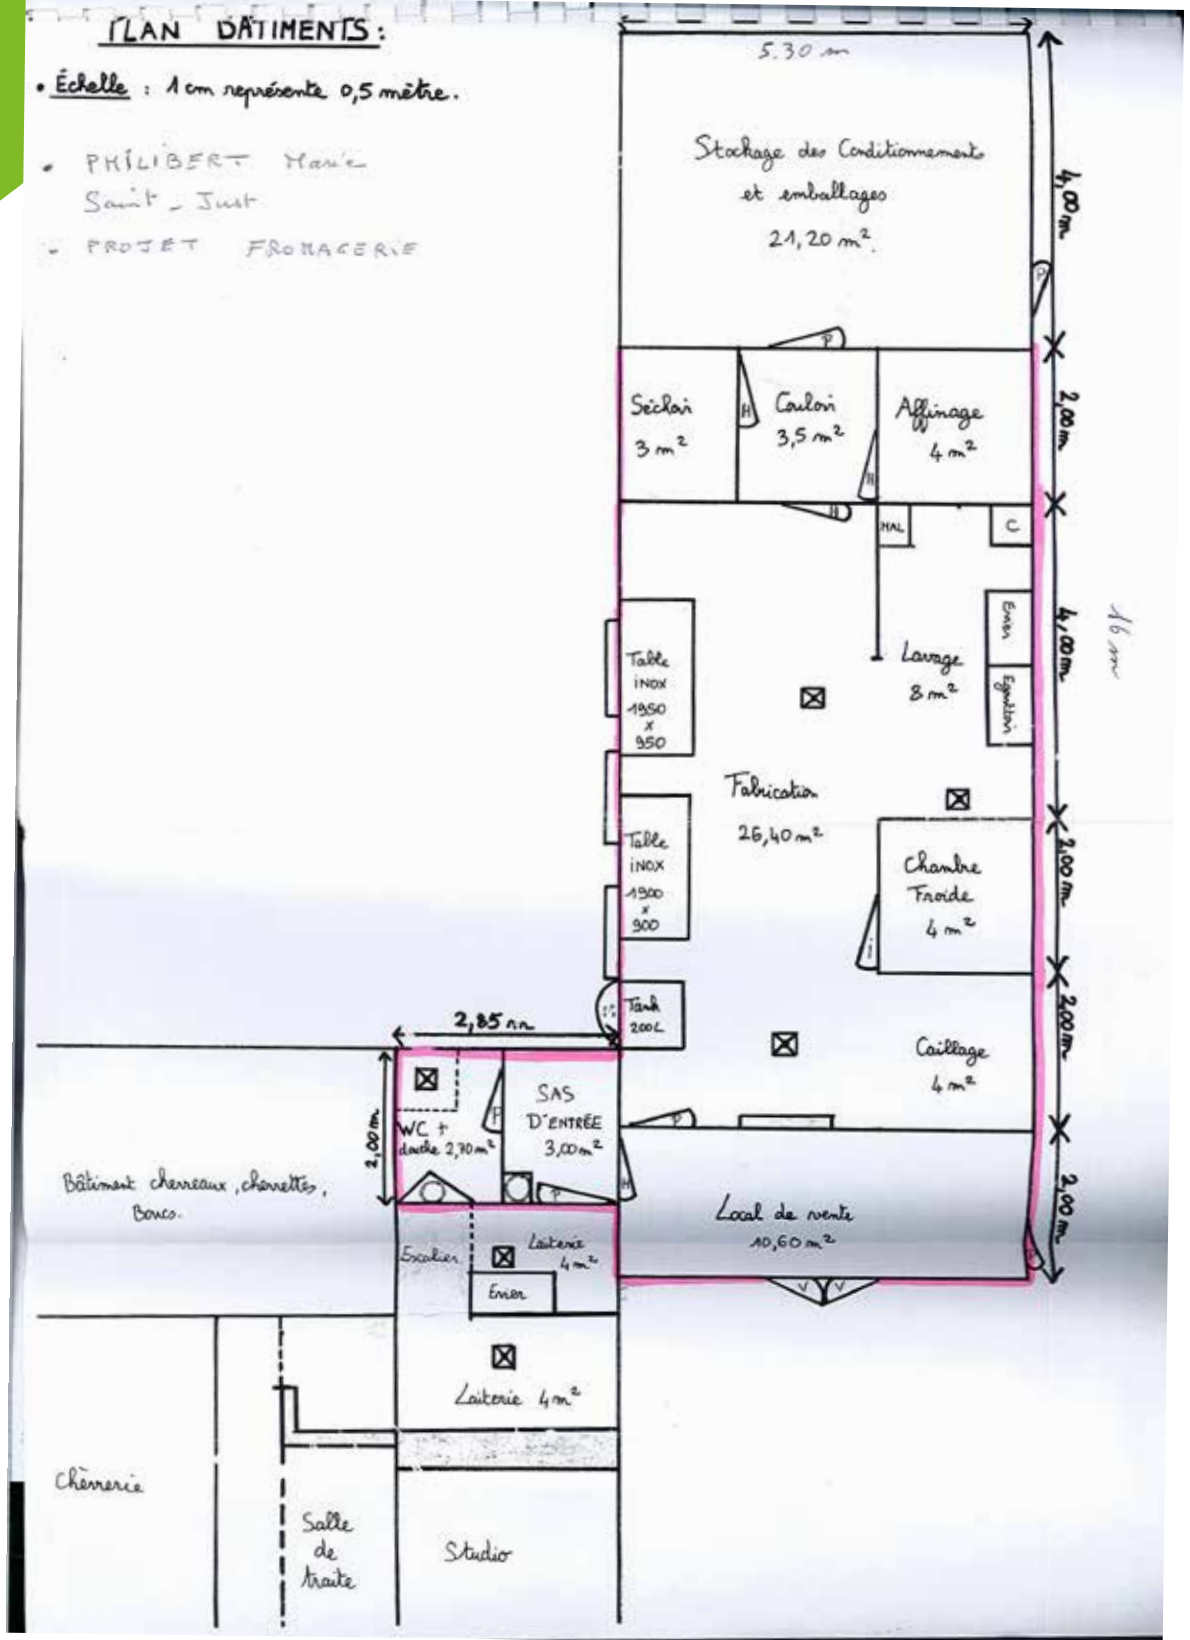 PLAN BÂTIMENTS:
• Échelle : 1 cm représente 0,5 mètre.
• PHILIBERT Marie
Saint - Just
- PROJET FROMAGERIE
5.30 m
Stockage des Conditionnements
et emballages
21,20 m².
4,00 m
P
P
Séchoir
3 m²
H
Couloir
3,5 m²
H
Affinage
4 m²
2,00 m
H
MAL
C
Evier
Egouttoir
Lavage
8 m²
4,00 m
16 m
Table
iNOX
1950
x
950
Fabrication
26,40 m²
Table
iNOX
1900
x
900
Chambre
Froide
4 m²
i
2,00 m
Tank
200L
Caillage
4 m²
2,00 m
2,85 m
2,00 m
WC +
douche 2,70 m²
P
SAS
D'ENTRÉE
3,00 m²
P
P
H
Local de vente
10,60 m²
2,00 m
V V
Bâtiment chevreaux, chevrettes,
Boucs.
Escalier
Laiterie
4 m²
Evier
Laiterie 4 m²
Chèvrerie
Salle
de
traite
Studio